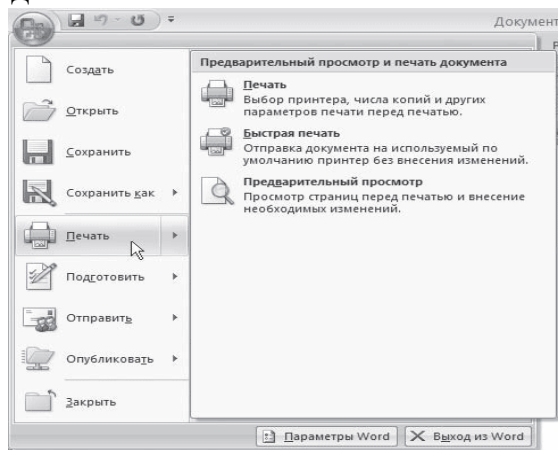 Документ
Создать
Открыть
Сохранить
Сохранить как
Печать
Подготовить
Отправить
Опубликовать
Закрыть
Предварительный просмотр и печать документа
Печать
Выбор принтера, числа копий и других
параметров печати перед печатью.
Быстрая печать
Отправка документа на используемый по
умолчанию принтер без внесения изменений.
Предварительный просмотр
Просмотр страниц перед печатью и внесение
необходимых изменений.
Параметры Word
Выход из Word